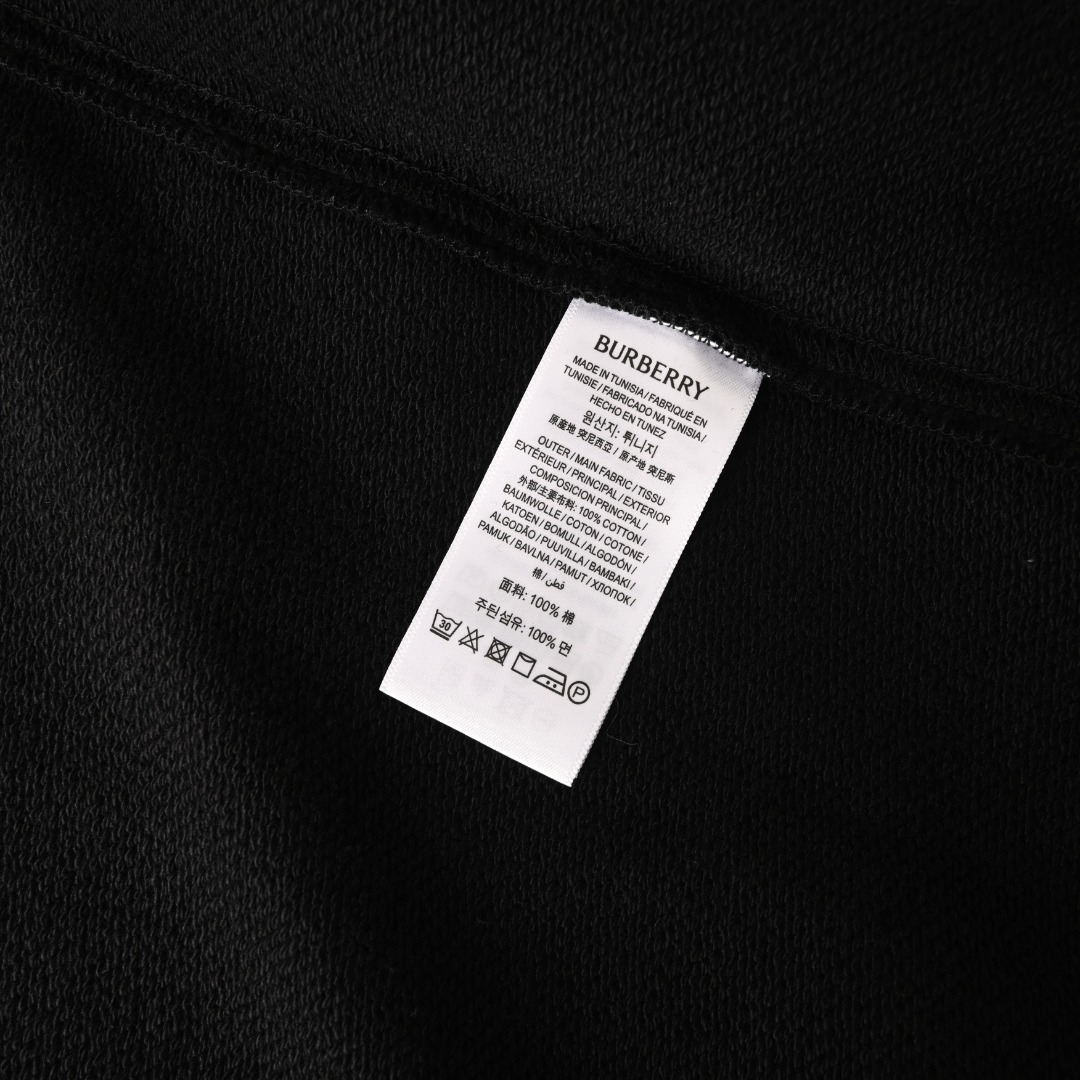 BURBERRY
MADE IN TUNISIA / FABRIQUÉ EN
TUNISIE / FABRICADO NA TUNISIA /
HECHO EN TUNEZ
원산지: 튀니지
原產地 突尼西亞 / 原产地 突尼斯
OUTER / MAIN FABRIC / TISSU
EXTÉRIEUR / PRINCIPAL / EXTERIOR
COMPOSICION PRINCIPAL /
外部/主要布料: 100% COTTON /
BAUMWOLLE / COTON / COTONE /
KATOEN / BOMULL / ALGODÓN /
ALGODÃO / PUUVILLA / BAMBAKI /
PAMUK / BAVLNA / PAMUT / ХЛОПОК /
棉 / قطن
面料: 100% 棉
주된섬유: 100% 면
30
P